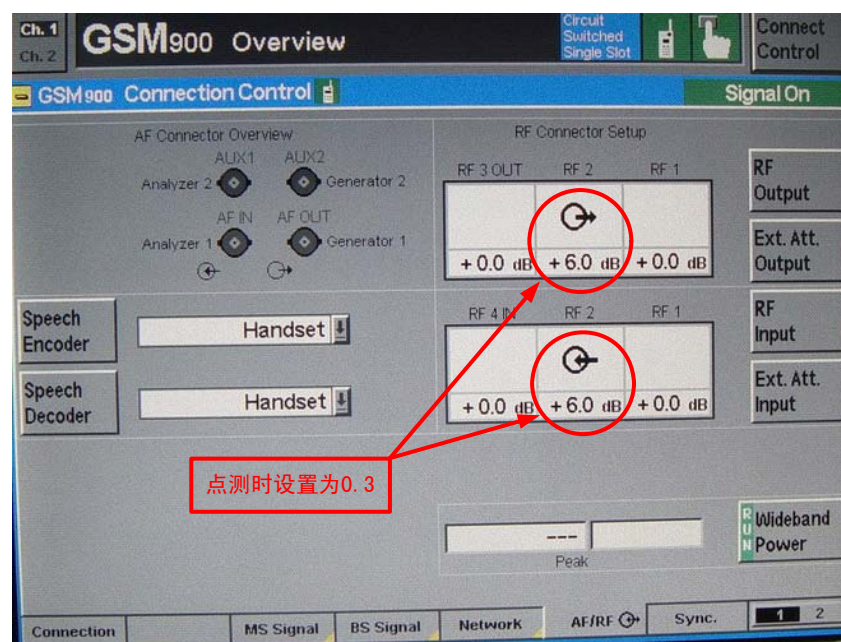 Ch. 1
Ch. 2
GSM900 Overview
Circuit
Switched
Single Slot
Connect
Control
GSM900 Connection Control
Signal On
AF Connector Overview
AUX1 AUX2
Analyzer 2 Generator 2
AF IN AF OUT
Analyzer 1 Generator 1
RF Connector Setup
RF 3 OUT RF 2 RF 1
+ 0.0 dB + 6.0 dB + 0.0 dB
RF 4 IN RF 2 RF 1
+ 0.0 dB + 6.0 dB + 0.0 dB
RF
Output
Ext. Att.
Output
RF
Input
Ext. Att.
Input
Speech
Encoder
Handset
Speech
Decoder
Handset
点测时设置为0.3
---
Peak
RUN
Wideband
Power
Connection MS Signal BS Signal Network AF/RF Sync. 1 2